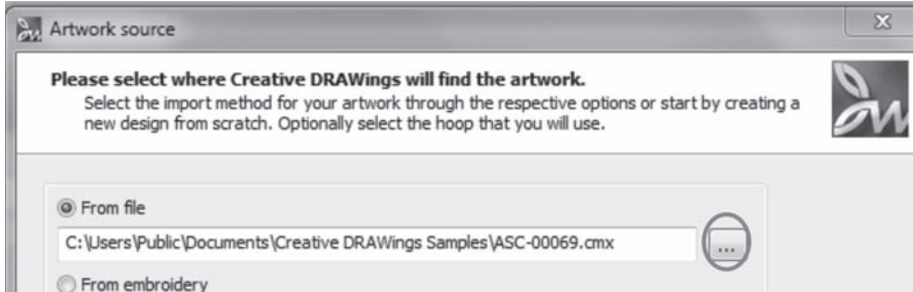 Artwork source
Please select where Creative DRAWings will find the artwork.
Select the import method for your artwork through the respective options or start by creating a
new design from scratch. Optionally select the hoop that you will use.
From file
C:\Users\Public\Documents\Creative DRAWings Samples\ASC-00069.cmx
...
From embroidery